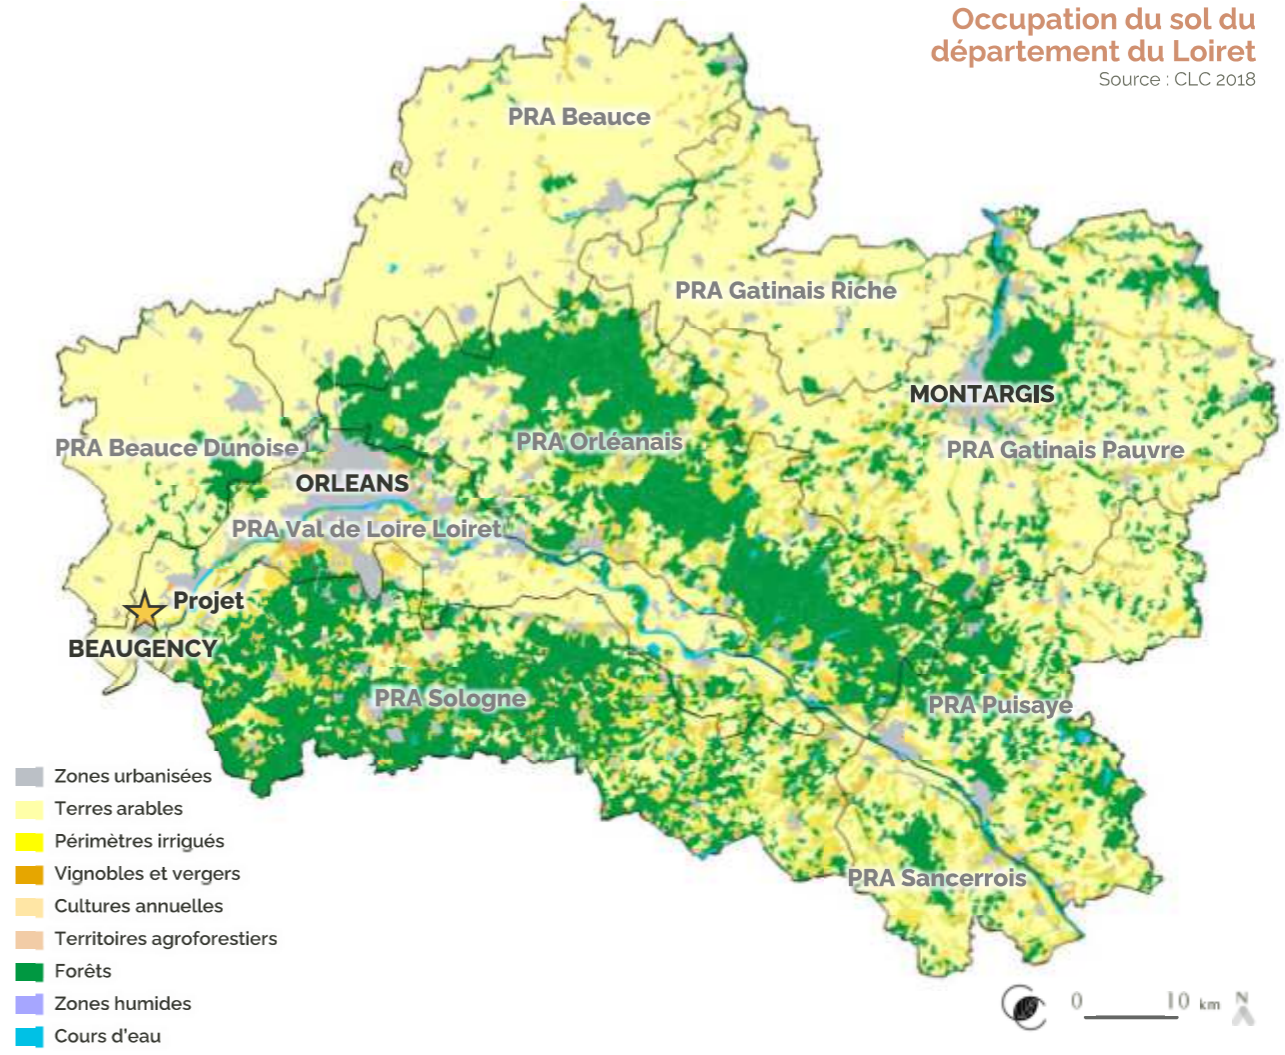 Occupation du sol du
département du Loiret
Source : CLC 2018
PRA Beauce
PRA Gatinais Riche
MONTARGIS
PRA Beauce Dunoise
PRA Orléanais
PRA Gatinais Pauvre
ORLEANS
PRA Val de Loire Loiret
Projet
BEAUGENCY
PRA Sologne
PRA Puisaye
PRA Sancerrois
Zones urbanisées
Terres arables
Périmètres irrigués
Vignobles et vergers
Cultures annuelles
Territoires agroforestiers
Forêts
Zones humides
Cours d'eau
0 10 km N